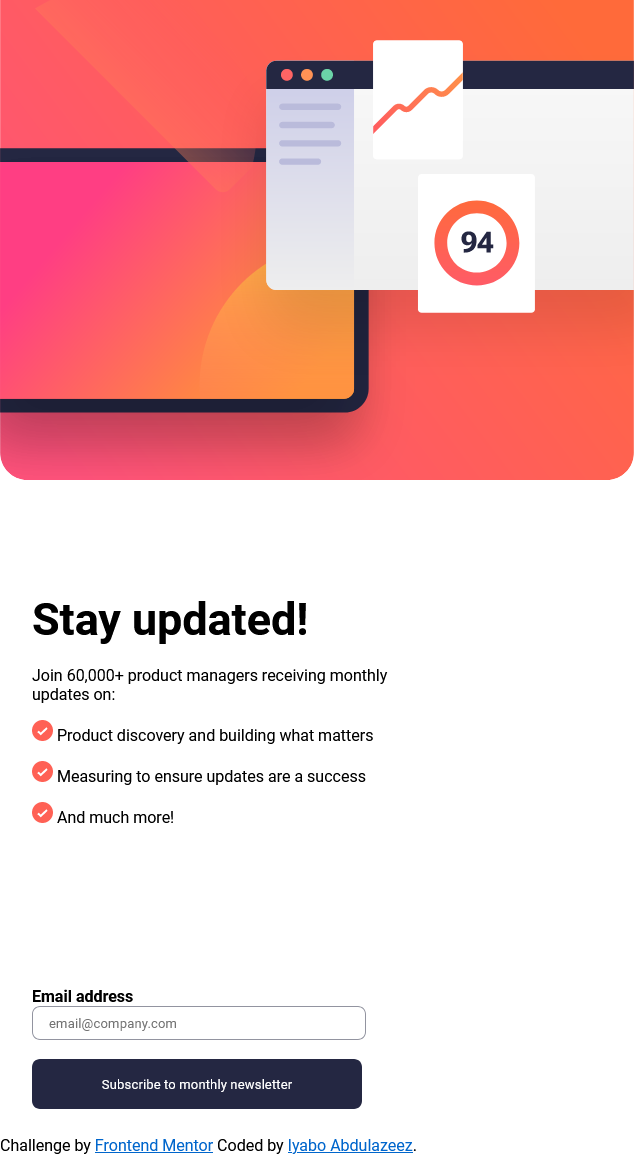 94
Stay updated!
Join 60,000+ product managers receiving monthly
updates on:
Product discovery and building what matters
Measuring to ensure updates are a success
And much more!
Email address
email@company.com
Subscribe to monthly newsletter
Challenge by Frontend Mentor Coded by Iyabo Abdulazeez.